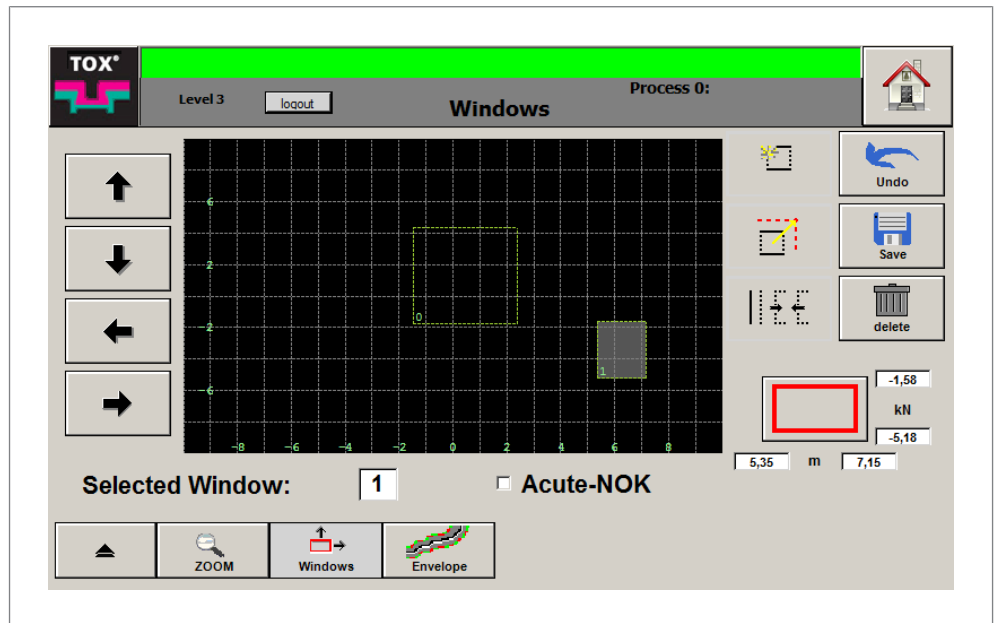 TOX®
Level 3 logout Windows Process 0:
Undo
Save
delete
6
2
-2
-6
0
1
-8 -6 -4 -2 0 2 4 6 8
-1,58
kN
-5,18
5,35 m 7,15
Selected Window: 1 Acute-NOK
ZOOM Windows Envelope